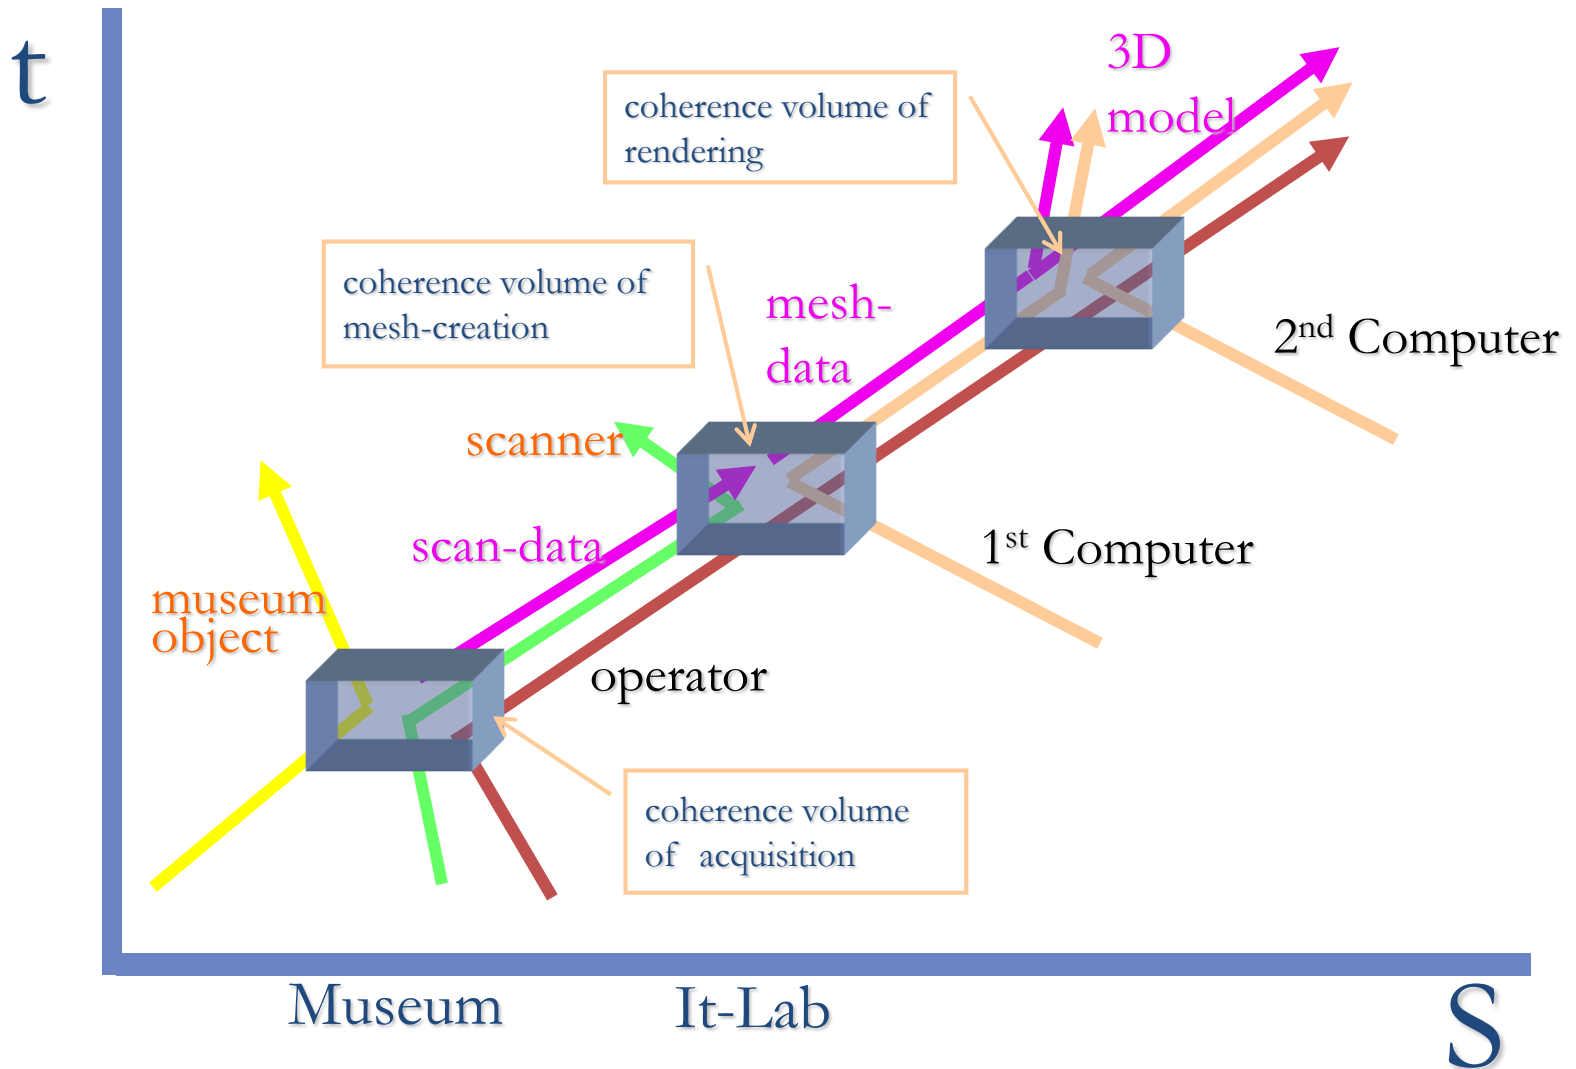 t
3D
model
coherence volume of
rendering
coherence volume of
mesh-creation
mesh-
data
2nd Computer
scanner
scan-data
1st Computer
museum
object
operator
coherence volume
of acquisition
Museum
It-Lab
S